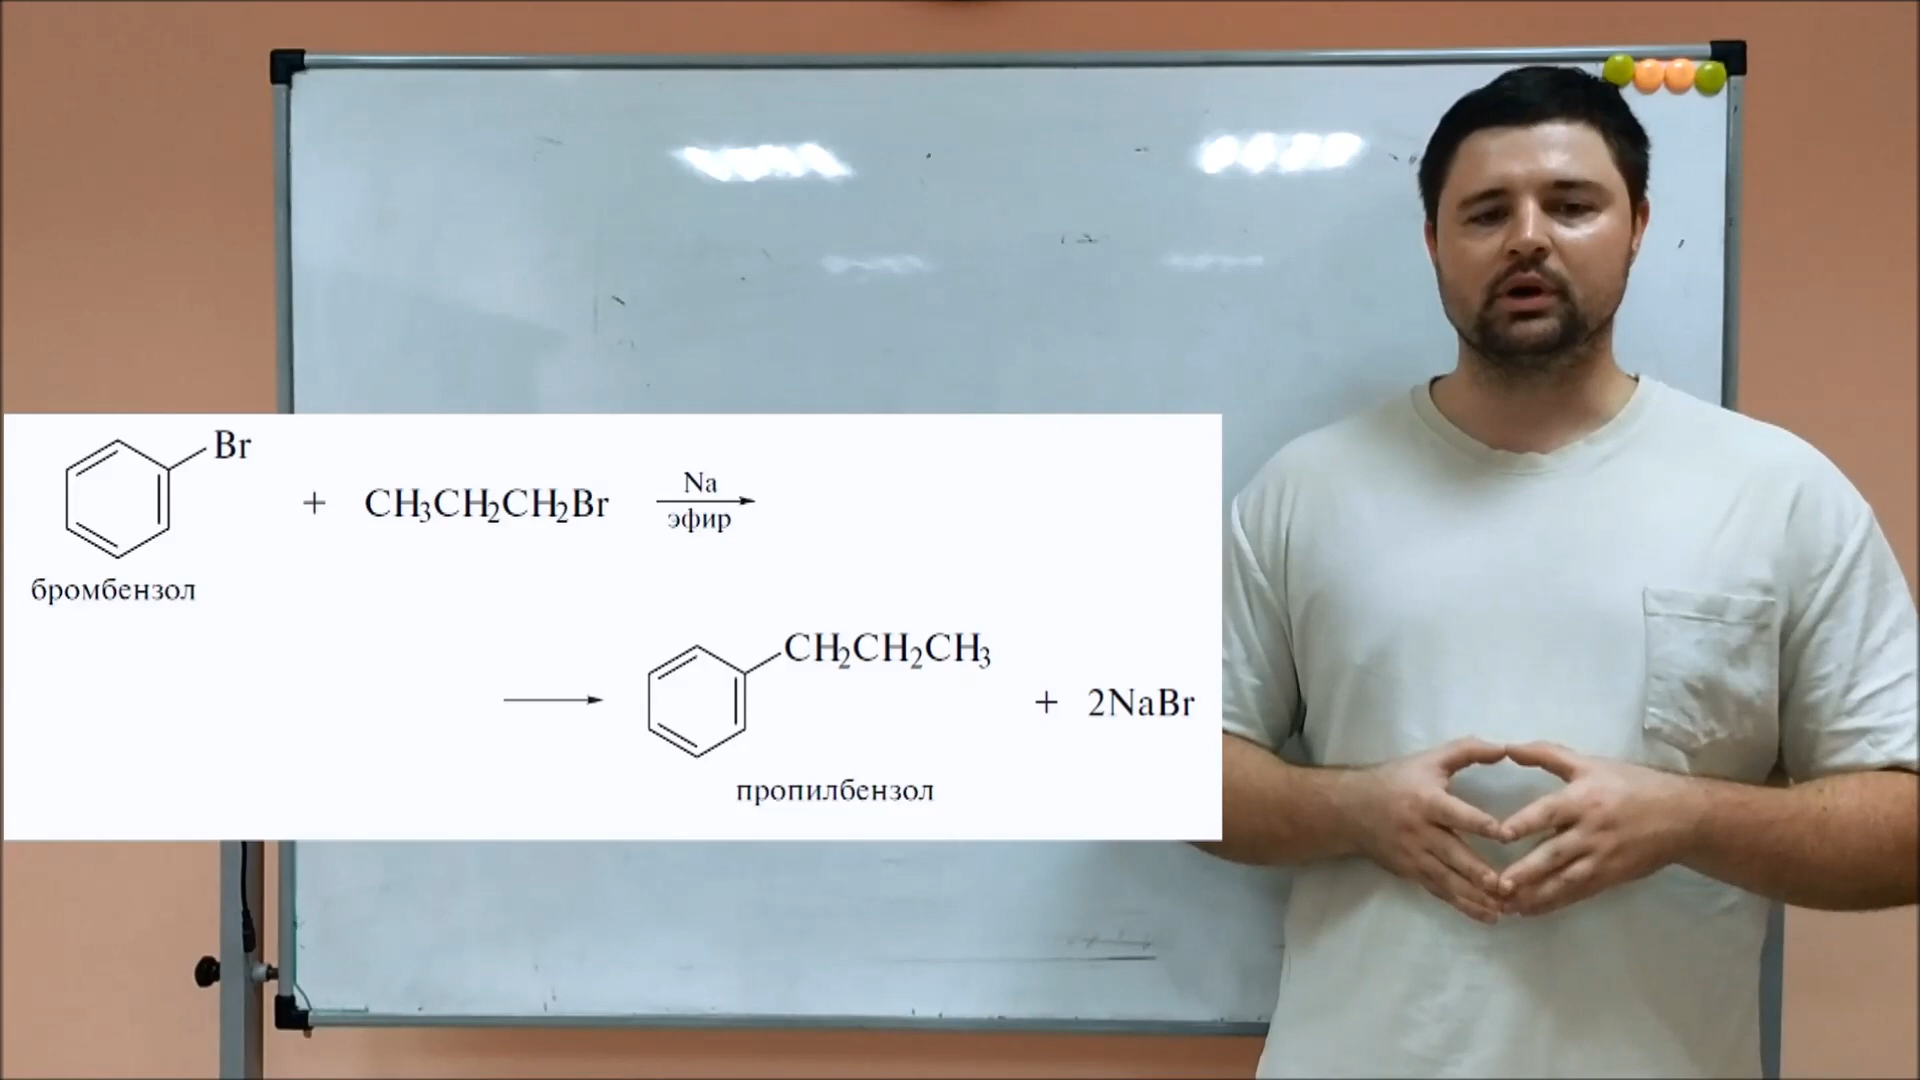 Br
+ CH₃CH₂CH₂Br Na
эфир
бромбензол
CH₂CH₂CH₃
+ 2NaBr
пропилбензол